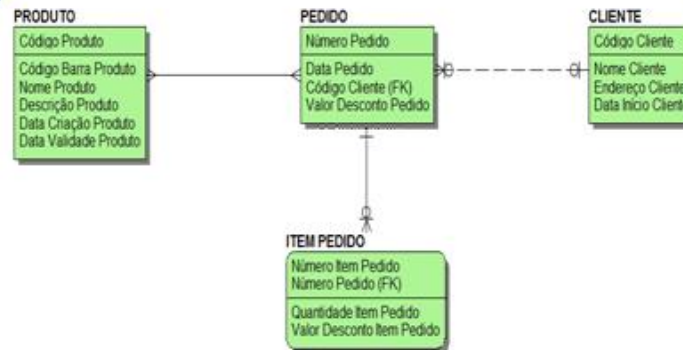 PRODUTO
Código Produto
Código Barra Produto
Nome Produto
Descrição Produto
Data Criação Produto
Data Validade Produto
PEDIDO
Número Pedido
Data Pedido
Código Cliente (FK)
Valor Desconto Pedido
CLIENTE
Código Cliente
Nome Cliente
Endereço Cliente
Data Início Cliente
ITEM PEDIDO
Número Item Pedido
Número Pedido (FK)
Quantidade Item Pedido
Valor Desconto Item Pedido